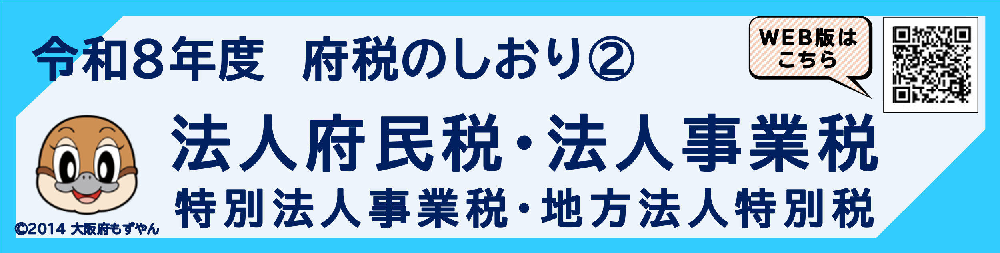 令和8年度 府税のしおり②
WEB版は
こちら
法人府民税・法人事業税
特別法人事業税・地方法人特別税
©2014 大阪府もずやん